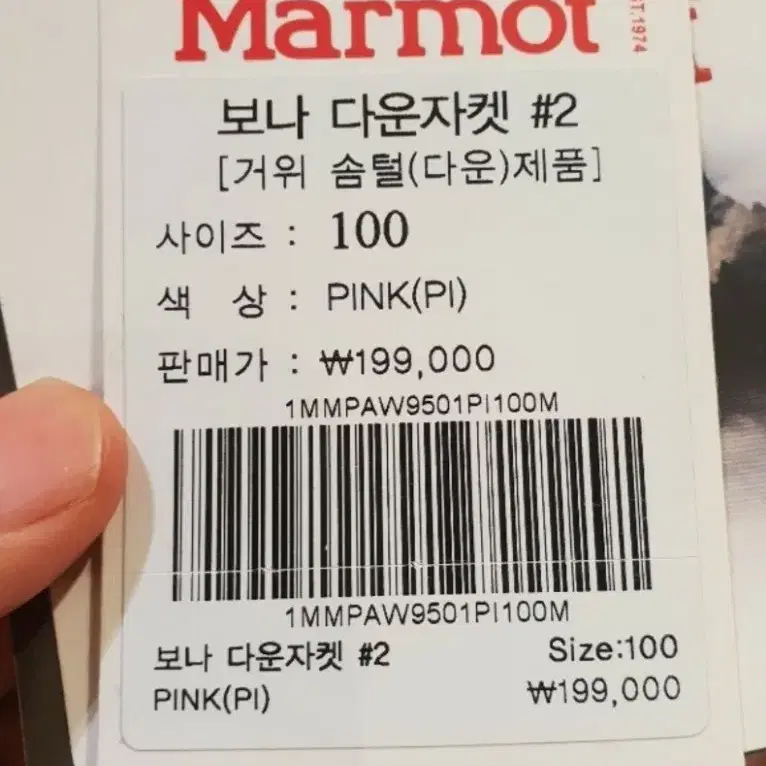 Marmot
ST.1974
보나 다운자켓 #2
[거위 솜털(다운)제품]
사이즈 : 100
색 상 : PINK(PI)
판매가 : ₩199,000
1MMPAW9501PI100M
1MMPAW9501PI100M
보나 다운자켓 #2 Size:100
PINK(PI) ₩199,000